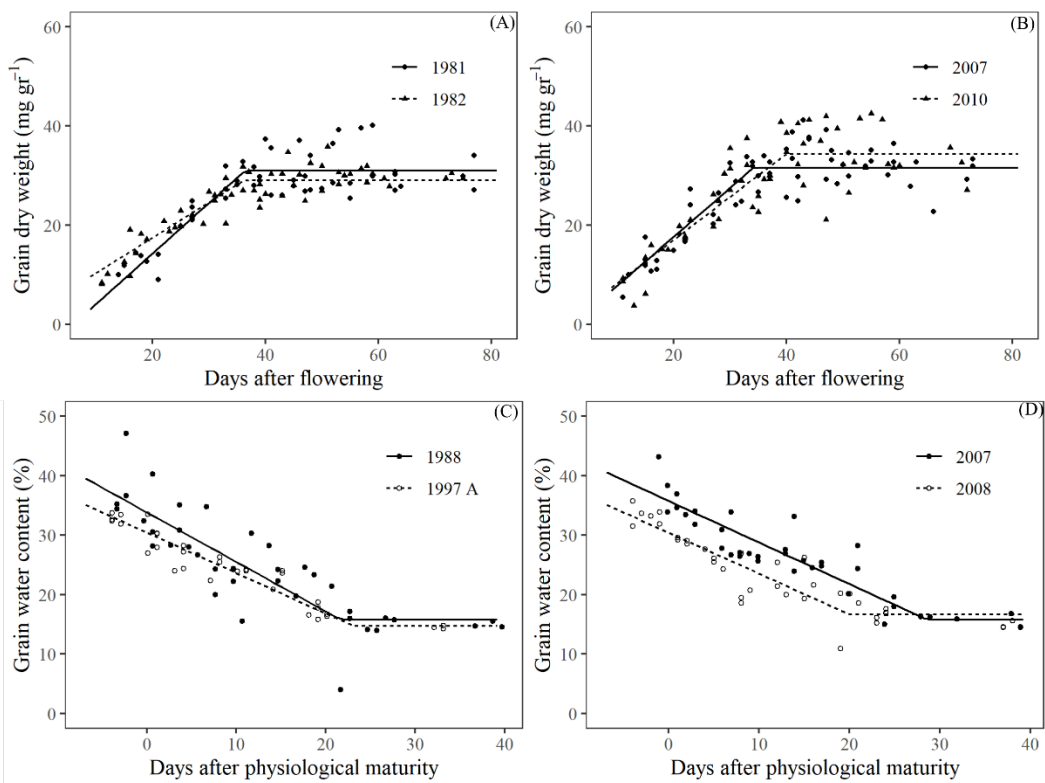 (A)
60
40
20
0
Grain dry weight (mg gr⁻¹)
1981
1982
20 40 60 80
Days after flowering
(B)
60
40
20
0
Grain dry weight (mg gr⁻¹)
2007
2010
20 40 60 80
Days after flowering
(C)
50
40
30
20
10
0
Grain water content (%)
1988
1997 A
0 10 20 30 40
Days after physiological maturity
(D)
50
40
30
20
10
0
Grain water content (%)
2007
2008
0 10 20 30 40
Days after physiological maturity